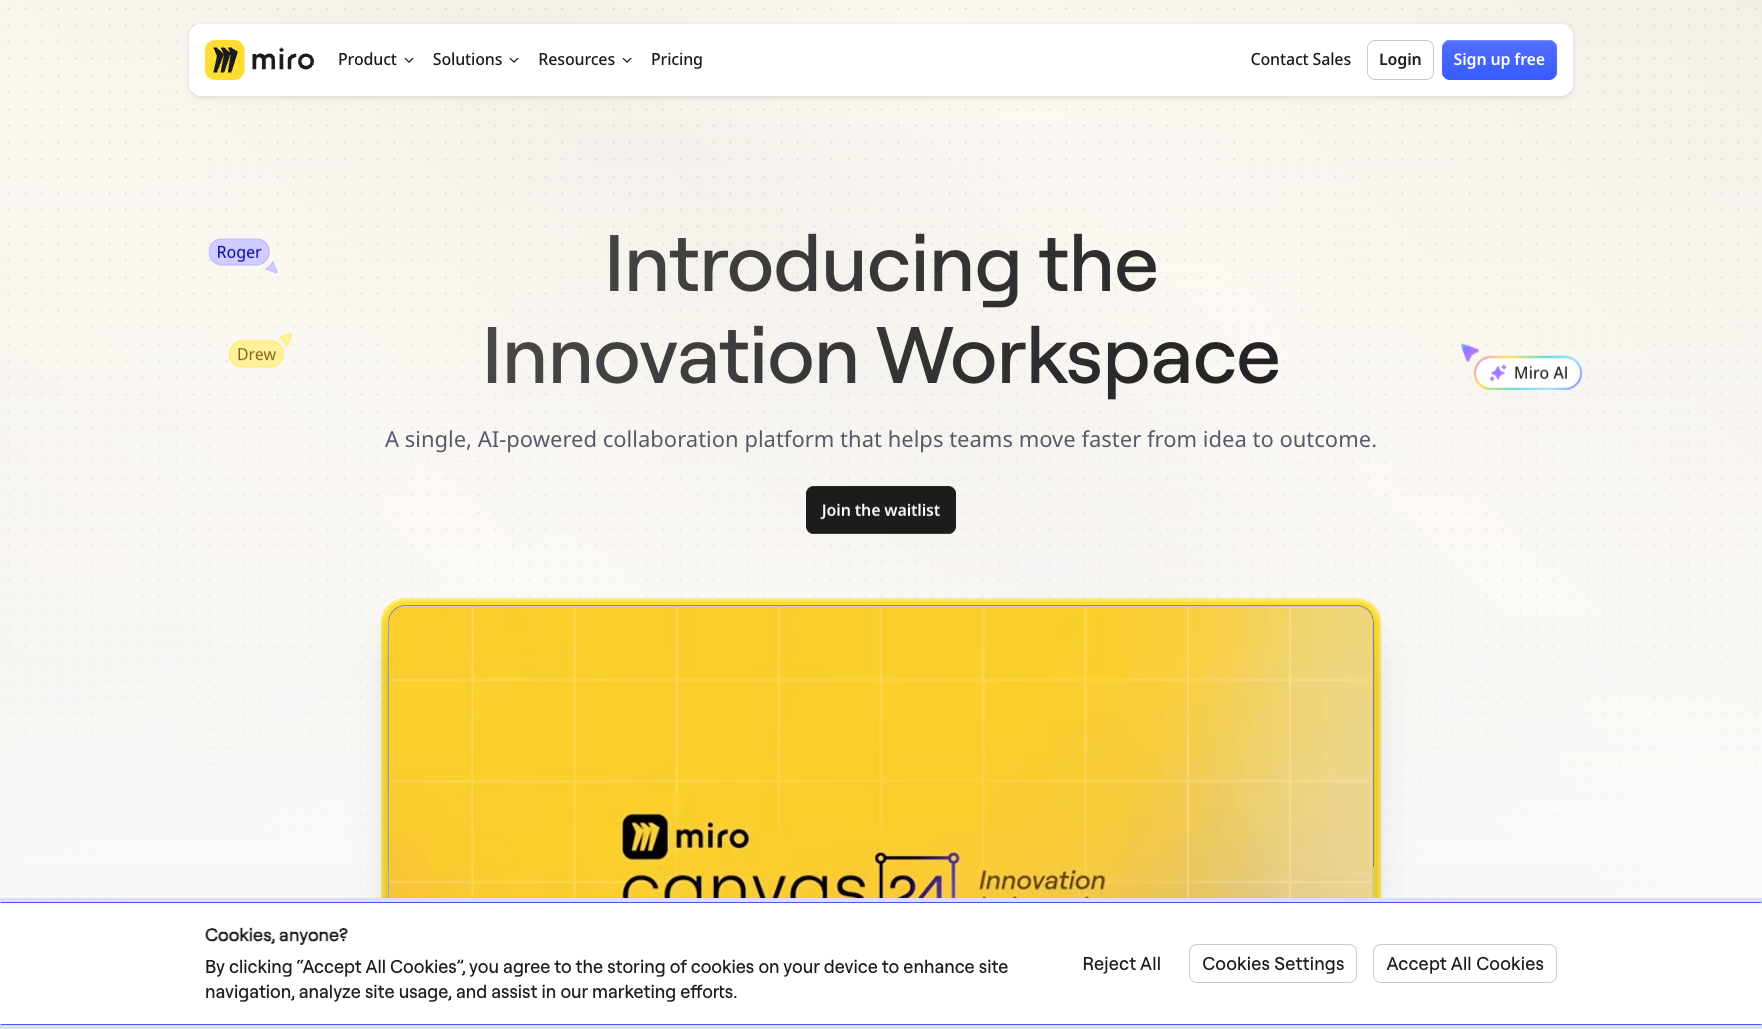 miro
Product
Solutions
Resources
Pricing
Contact Sales
Login
Sign up free
Roger
Introducing the
Innovation Workspace
Drew
Miro AI
A single, AI-powered collaboration platform that helps teams move faster from idea to outcome.
Join the waitlist
miro
canvas 24
Innovation
Cookies, anyone?
By clicking “Accept All Cookies”, you agree to the storing of cookies on your device to enhance site
navigation, analyze site usage, and assist in our marketing efforts.
Reject All
Cookies Settings
Accept All Cookies